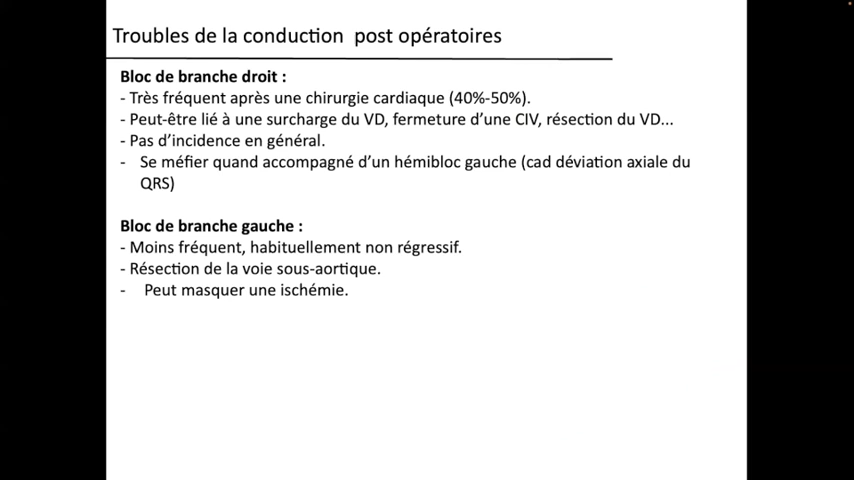 Troubles de la conduction post opératoires
Bloc de branche droit :
- Très fréquent après une chirurgie cardiaque (40%-50%).
- Peut-être lié à une surcharge du VD, fermeture d'une CIV, résection du VD...
- Pas d'incidence en général.
- Se méfier quand accompagné d'un hémibloc gauche (cad déviation axiale du
QRS)
Bloc de branche gauche :
- Moins fréquent, habituellement non régressif.
- Résection de la voie sous-aortique.
- Peut masquer une ischémie.